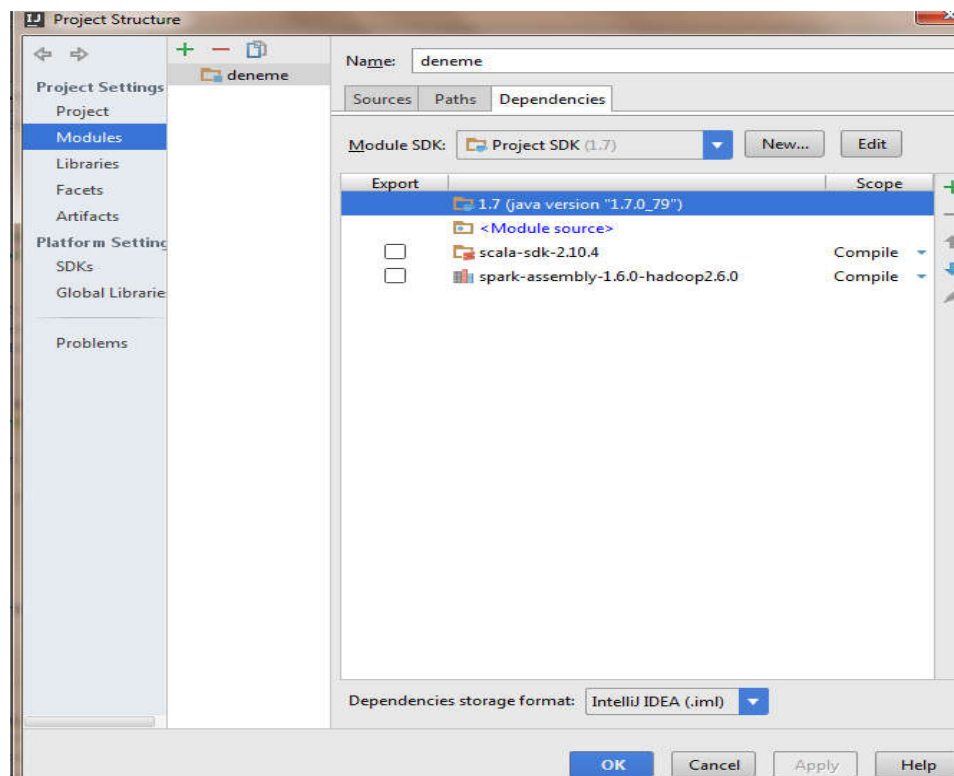 Project Structure
Project Settings
Project
Modules
Libraries
Facets
Artifacts
Platform Setting
SDKs
Global Librarie
Problems
deneme
Name: deneme
Sources Paths Dependencies
Module SDK: Project SDK (1.7) New... Edit
Export Scope
1.7 (java version "1.7.0_79")
<Module source>
scala-sdk-2.10.4 Compile
spark-assembly-1.6.0-hadoop2.6.0 Compile
Dependencies storage format: IntelliJ IDEA (.iml)
OK Cancel Apply Help